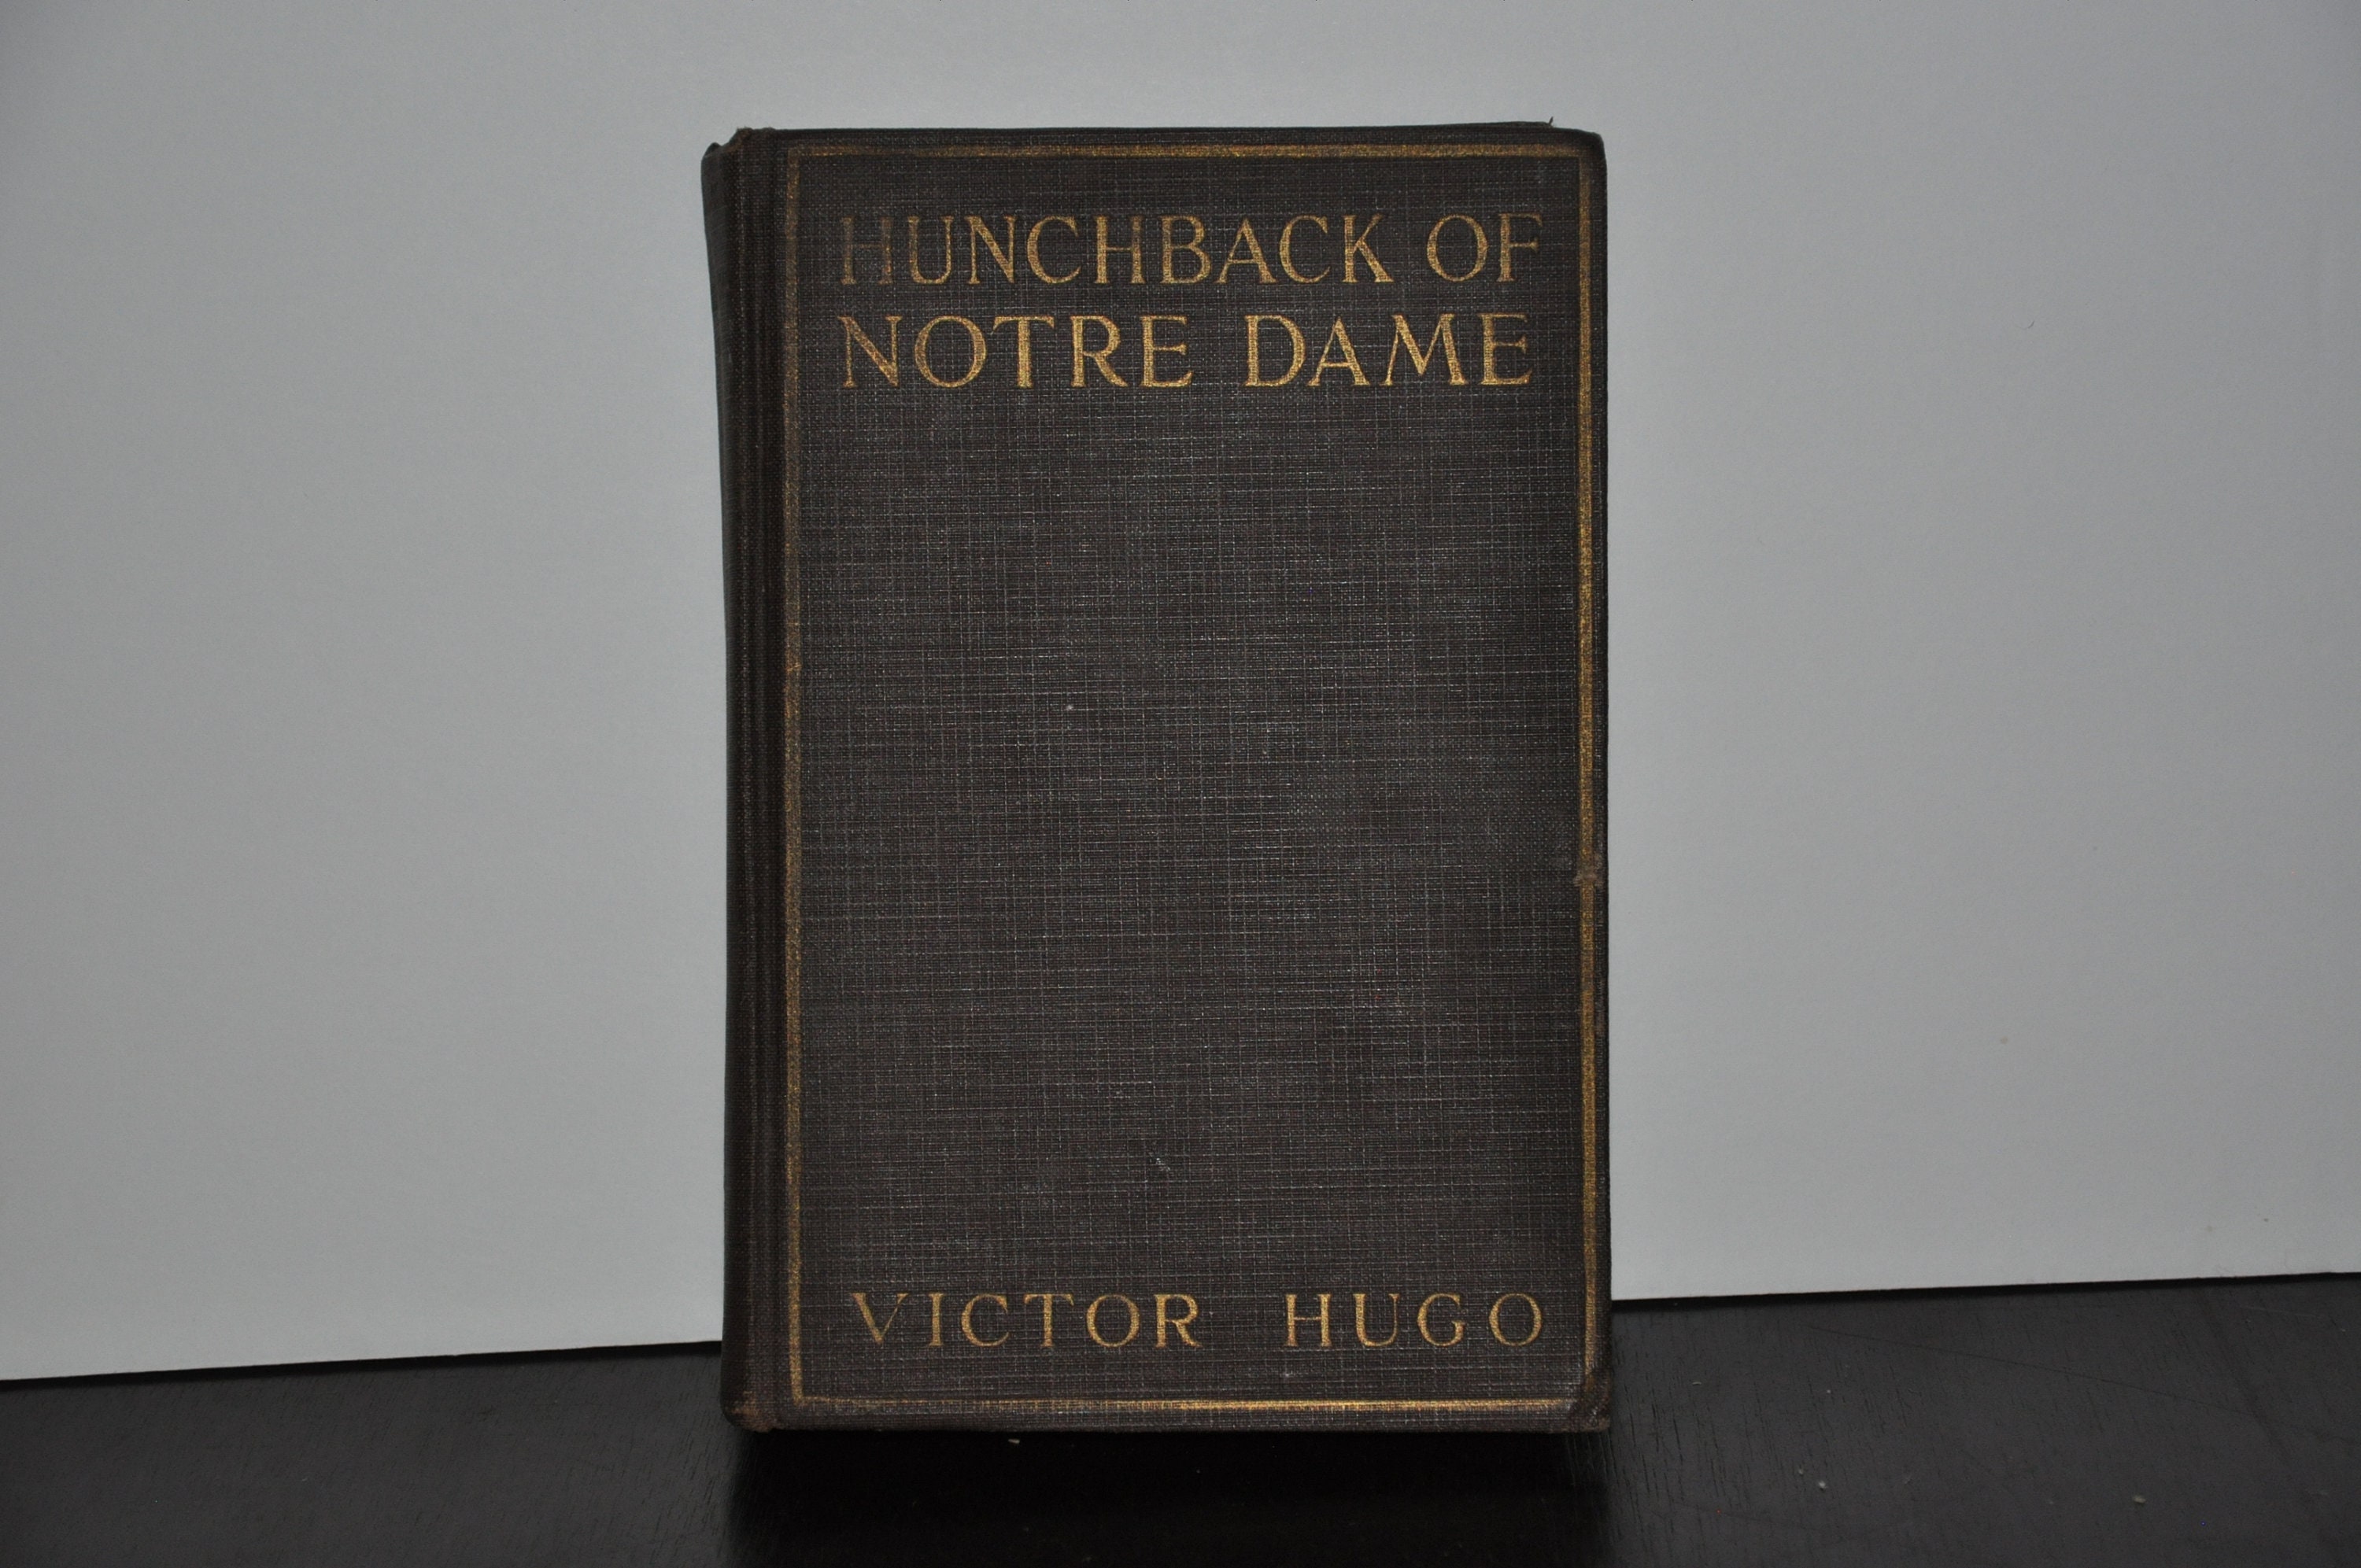 HUNCHBACK OF
NOTRE DAME
VICTOR HUGO